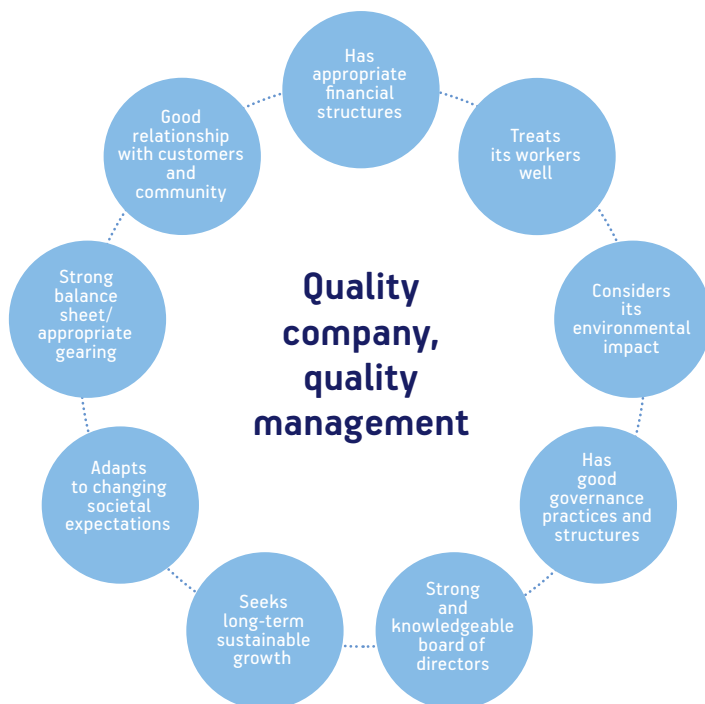 Has
appropriate
financial
structures
Treats
its workers
well
Considers
its
environmental
impact
Has
good
governance
practices and
structures
Strong
and
knowledgeable
board of
directors
Seeks
long-term
sustainable
growth
Adapts
to changing
societal
expectations
Strong
balance
sheet/
appropriate
gearing
Good
relationship
with customers
and
community
Quality
company,
quality
management